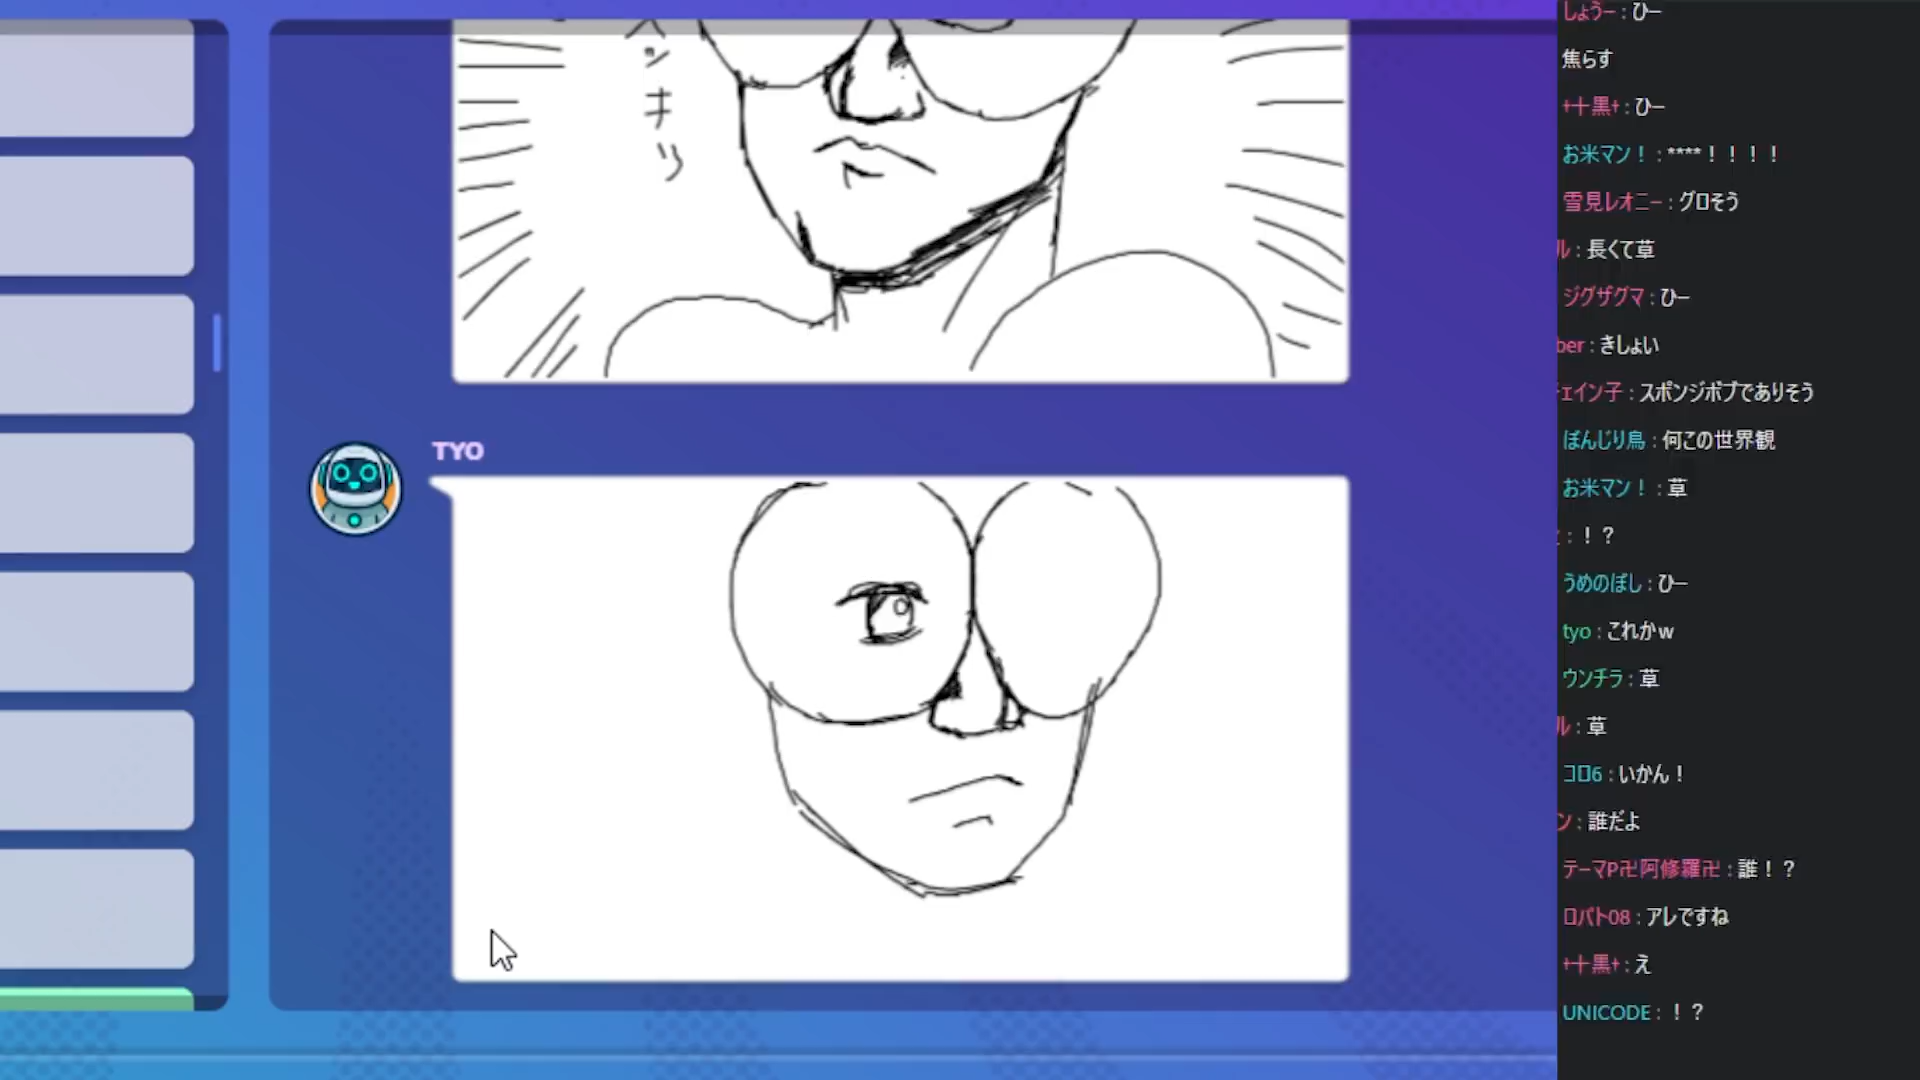 ンキリ
TYO
しょうー : ひー
焦らす
十黒 : ひー
お米マン！ : ****！！！！
雪見レオニー : グロそう
ル : 長くて草
ジグザグマ : ひー
ber : きしょい
ェイン子 : スポンジボブでありそう
ぼんじり鳥 : 何この世界観
お米マン！ : 草
: ！？
うめのぼし : ひー
tyo : これかw
ウンチラ : 草
ル : 草
コロ6 : いかん！
ン : 誰だよ
テーマP卍阿修羅卍 : 誰！？
ロバト08 : アレですね
十黒 : え
UNICODE : ！？